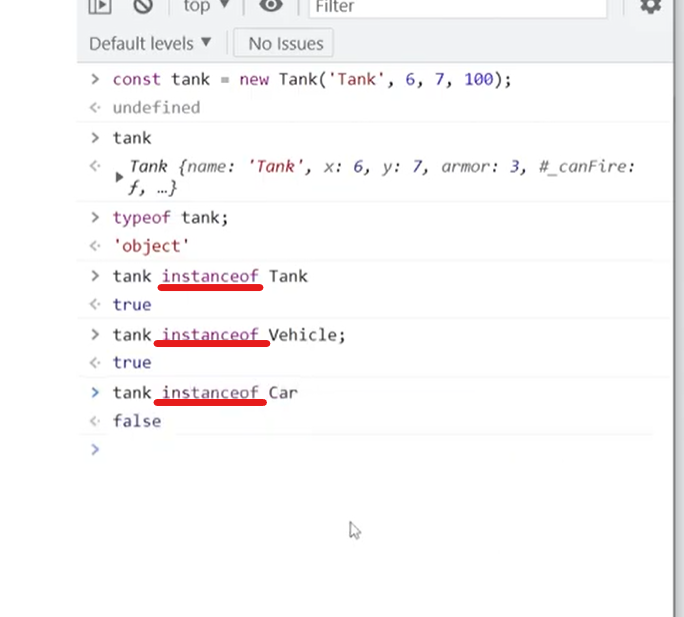 top ▼ Filter
Default levels ▼ No Issues
> const tank = new Tank('Tank', 6, 7, 100);
<· undefined
> tank
<· ▶ Tank {name: 'Tank', x: 6, y: 7, armor: 3, #_canFire:
f, …}
> typeof tank;
<· 'object'
> tank instanceof Tank
<· true
> tank instanceof Vehicle;
<· true
> tank instanceof Car
<· false
>